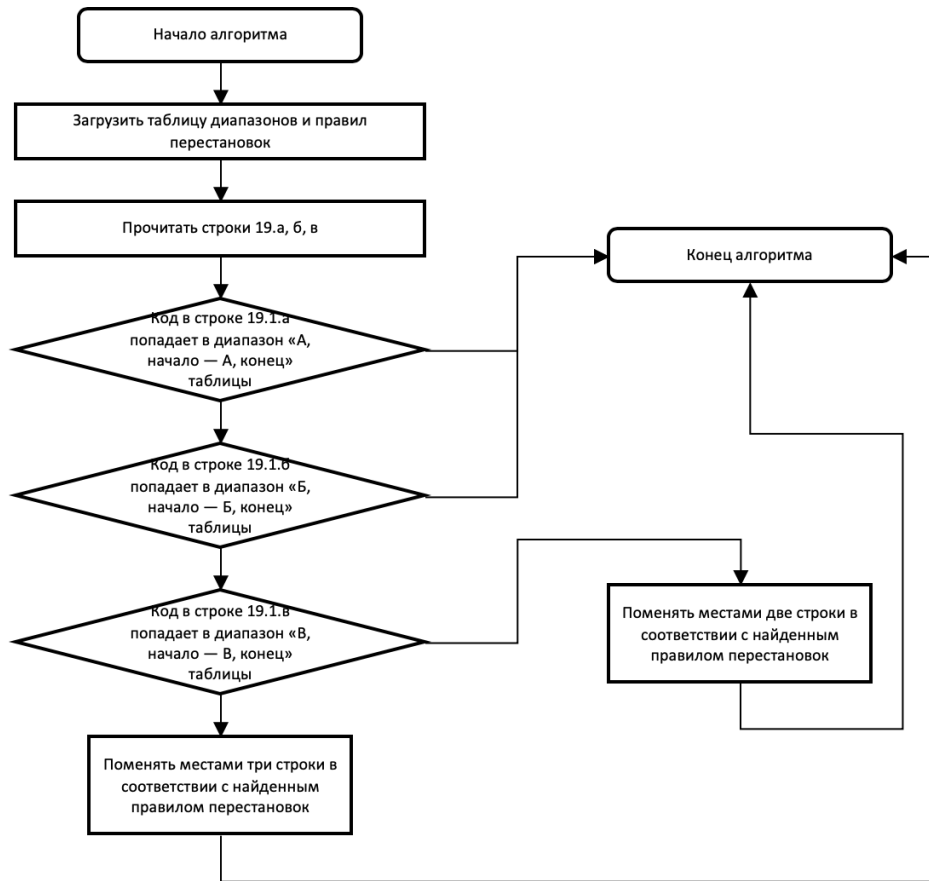 Начало алгоритма
Загрузить таблицу диапазонов и правил
перестановок
Прочитать строки 19.а, б, в
Конец алгоритма
Код в строке 19.1.а
попадает в диапазон «А,
начало — А, конец»
таблицы
Код в строке 19.1.б
попадает в диапазон «Б,
начало — Б, конец»
таблицы
Код в строке 19.1.в
попадает в диапазон «В,
начало — В, конец»
таблицы
Поменять местами две строки в
соответствии с найденным
правилом перестановок
Поменять местами три строки в
соответствии с найденным
правилом перестановок